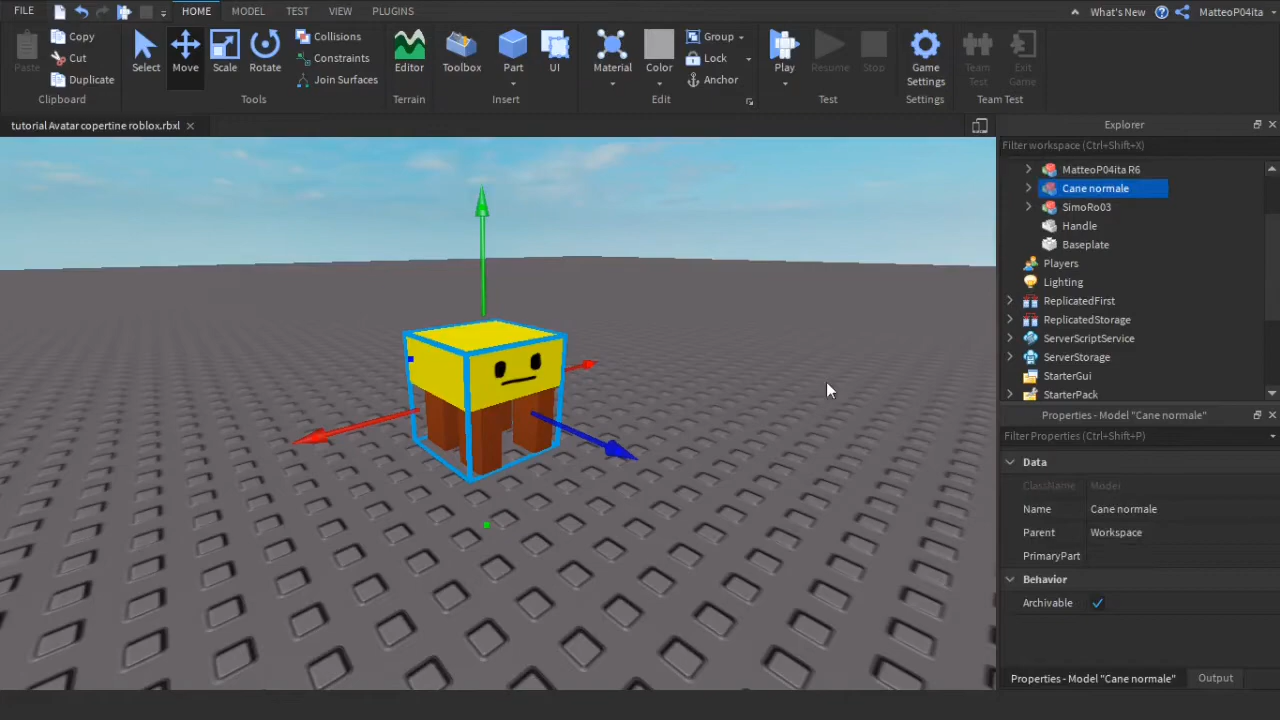 FILE HOME MODEL TEST VIEW PLUGINS What's New MatteoP04ita
Paste Copy Cut Duplicate
Clipboard
Select Move Scale Rotate Collisions Constraints Join Surfaces
Tools
Editor
Terrain
Toolbox Part UI
Insert
Material Color Group Lock Anchor
Edit
Play Resume Stop
Test
Game Settings
Settings
Team Test Exit Game
Team Test
tutorial Avatar copertine roblox.rbxl
Explorer
Filter workspace (Ctrl+Shift+X)
MatteoP04ita R6
Cane normale
SimoRo03
Handle
Baseplate
Players
Lighting
ReplicatedFirst
ReplicatedStorage
ServerScriptService
ServerStorage
StarterGui
StarterPack
Properties - Model "Cane normale"
Filter Properties (Ctrl+Shift+P)
Data
ClassName Model
Name Cane normale
Parent Workspace
PrimaryPart
Behavior
Archivable
Properties - Model "Cane normale" Output